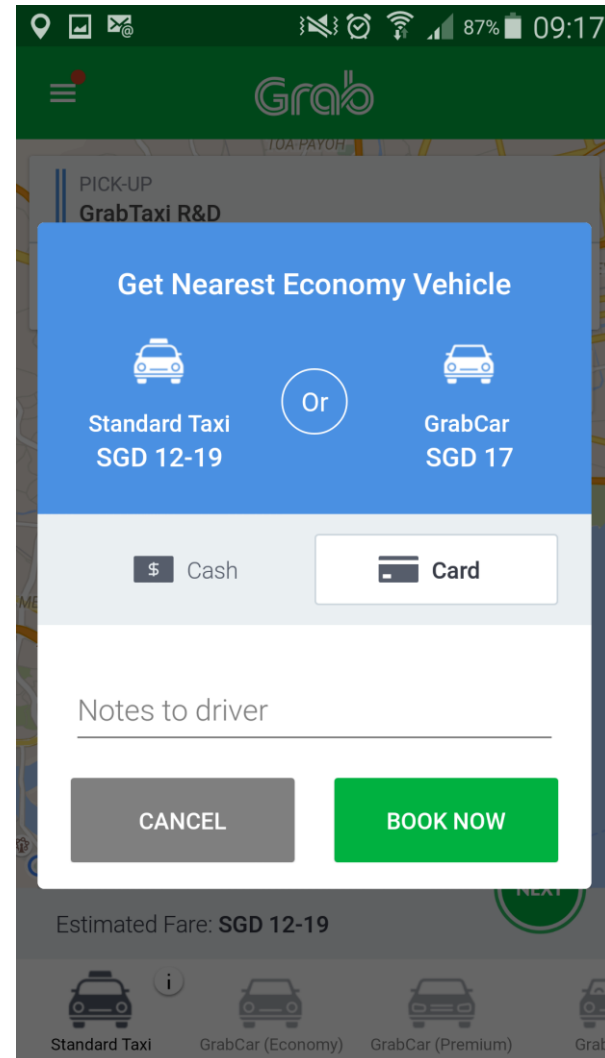 87% 09:17
Grab
TOA PAYOH
PICK-UP
GrabTaxi R&D
Get Nearest Economy Vehicle
Or
Standard Taxi GrabCar
SGD 12-19 SGD 17
$ Cash Card
Notes to driver
CANCEL BOOK NOW
NEXT
Estimated Fare: SGD 12-19
i
Standard Taxi GrabCar (Economy) GrabCar (Premium)